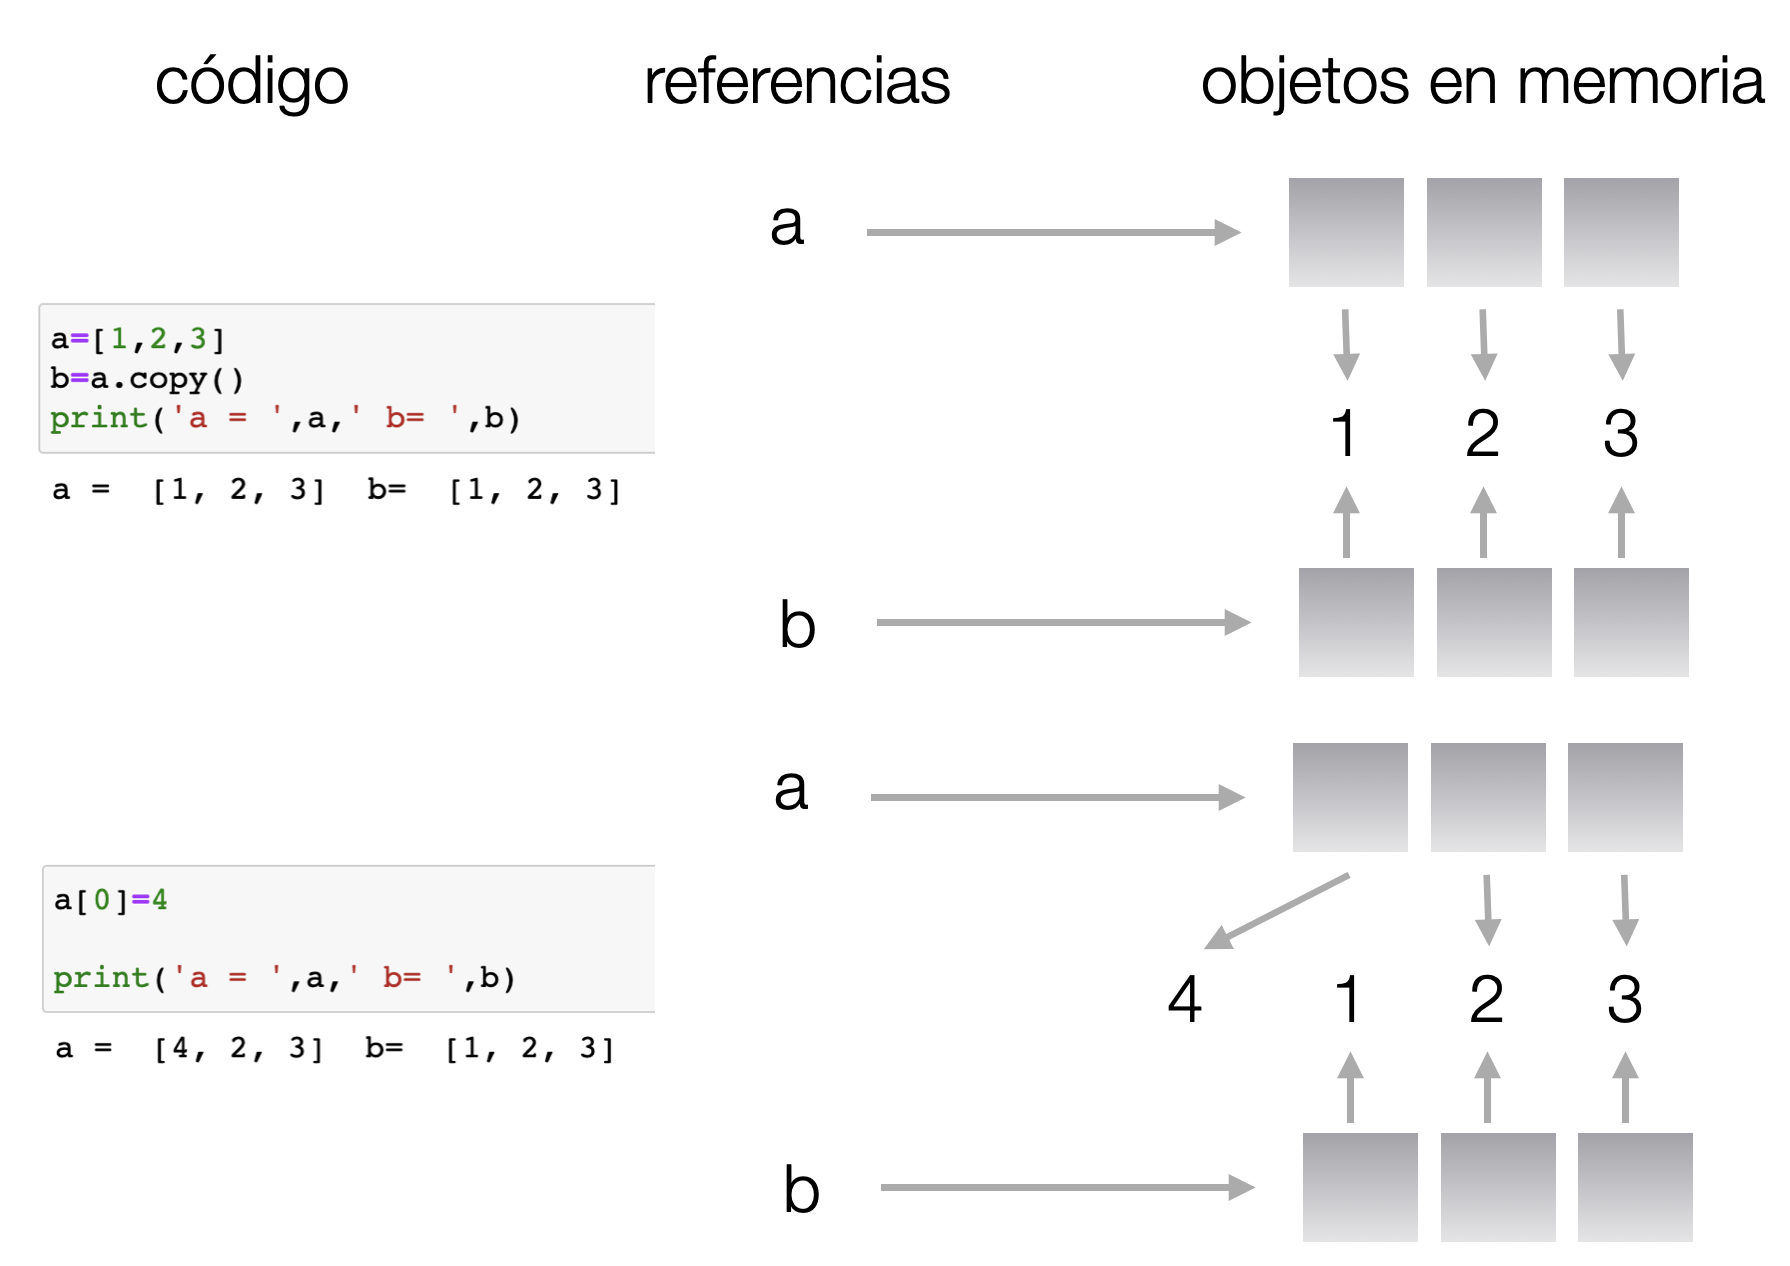 código referencias objetos en memoria
a
a=[1,2,3]
b=a.copy()
print('a = ',a,' b= ',b)
1 2 3
a =  [1, 2, 3]  b=  [1, 2, 3]
b
a
a[0]=4
print('a = ',a,' b= ',b)
4 1 2 3
a =  [4, 2, 3]  b=  [1, 2, 3]
b